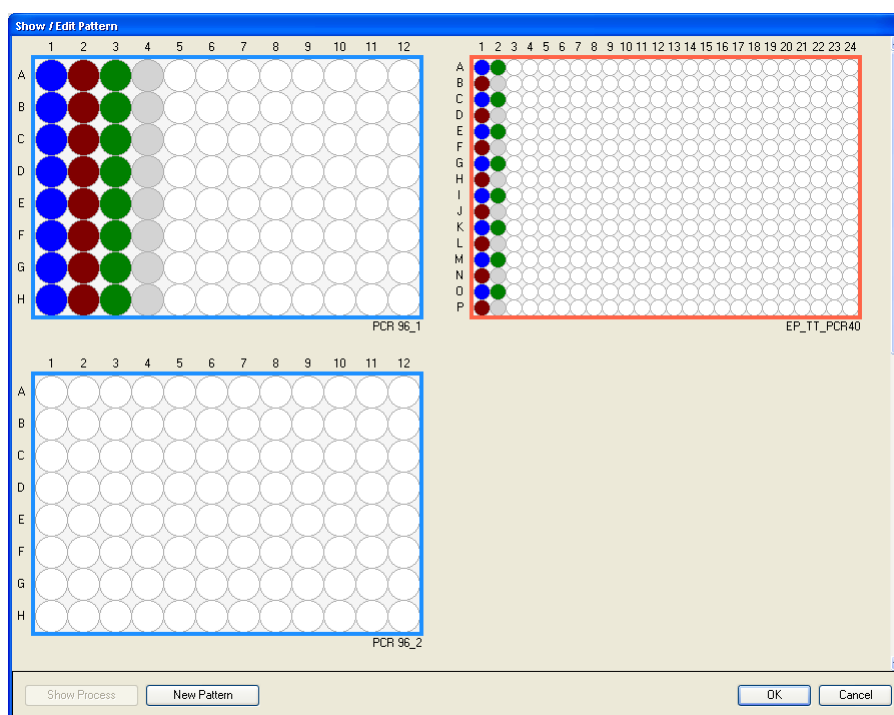 Show / Edit Pattern
1 2 3 4 5 6 7 8 9 10 11 12
A
B
C
D
E
F
G
H
PCR 96_1
1 2 3 4 5 6 7 8 9 10 11 12 13 14 15 16 17 18 19 20 21 22 23 24
A
B
C
D
E
F
G
H
I
J
K
L
M
N
O
P
EP_TT_PCR40
1 2 3 4 5 6 7 8 9 10 11 12
A
B
C
D
E
F
G
H
PCR 96_2
Show Process
New Pattern
OK
Cancel